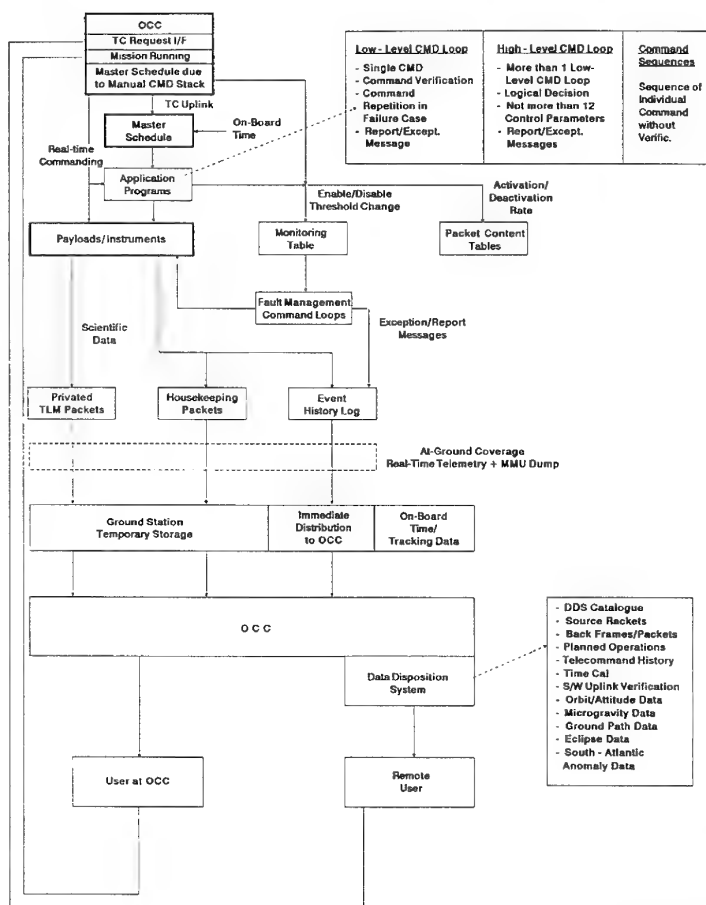 OCC
TC Request I/F
Mission Running
Master Schedule due
to Manual CMD Stack
TC Uplink
Master
Schedule
On-Board
Time
Real-time
Commanding
Application
Programs
Low - Level CMD Loop
- Single CMD
- Command Verification
- Command
Repetition in
Failure Case
- Report/Except.
Message
High - Level CMD Loop
- More than 1 Low-
Level CMD Loop
- Logical Decision
- Not more than 12
Control Parameters
- Report/Except.
Messages
Command
Sequences
Sequence of
Individual
Command
without
Verific.
Enable/Disable
Threshold Change
Activation/
Deactivation
Rate
Payloads/Instruments
Monitoring
Table
Packet Content
Tables
Fault Management
Command Loops
Scientific
Data
Exception/Report
Messages
Privated
TLM Packets
Housekeeping
Packets
Event
History Log
At-Ground Coverage
Real-Time Telemetry + MMU Dump
Ground Station
Temporary Storage
Immediate
Distribution
to OCC
On-Board
Time/
Tracking Data
O C C
Data Disposition
System
- DDS Catalogue
- Source Rackets
- Back Frames/Packets
- Planned Operations
- Telecommand History
- Time Cal
- S/W Uplink Verification
- Orbit/Attitude Data
- Microgravity Data
- Ground Path Data
- Eclipse Data
- South - Atlantic
Anomaly Data
User at OCC
Remote
User